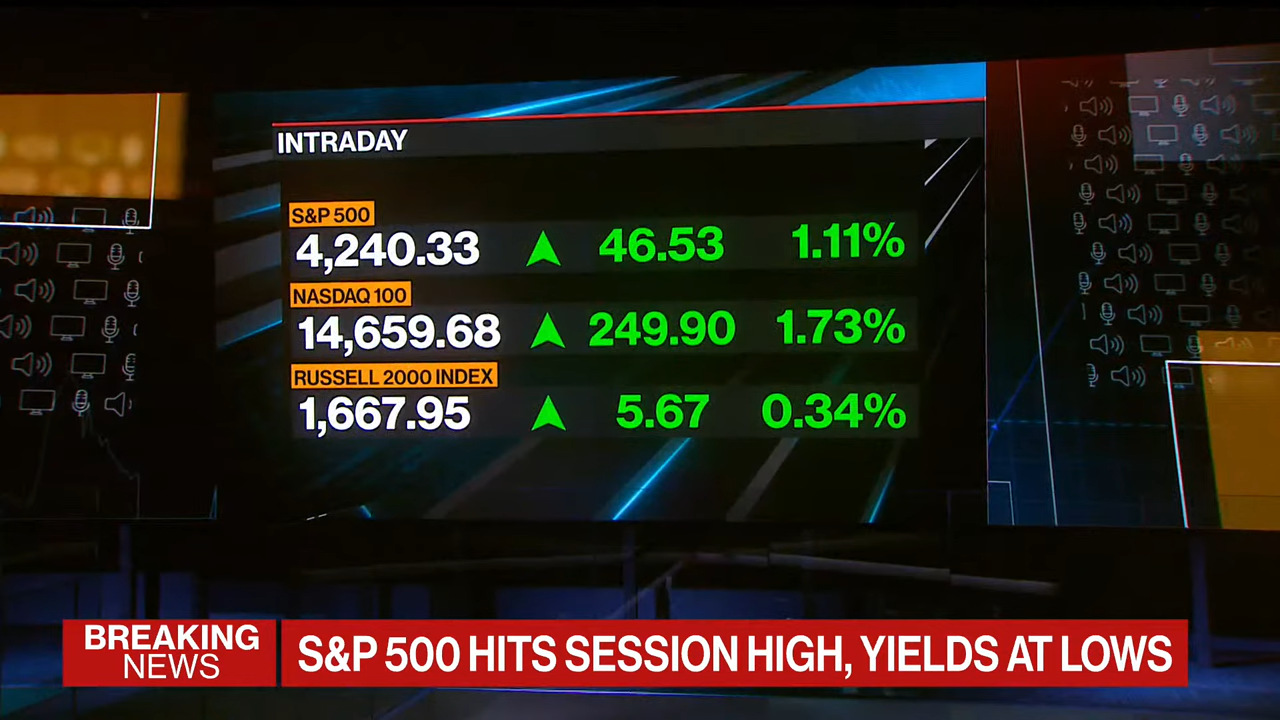 INTRADAY
S&P 500
4,240.33 ▲ 46.53 1.11%
NASDAQ 100
14,659.68 ▲ 249.90 1.73%
RUSSELL 2000 INDEX
1,667.95 ▲ 5.67 0.34%
BREAKING
NEWS
S&P 500 HITS SESSION HIGH, YIELDS AT LOWS